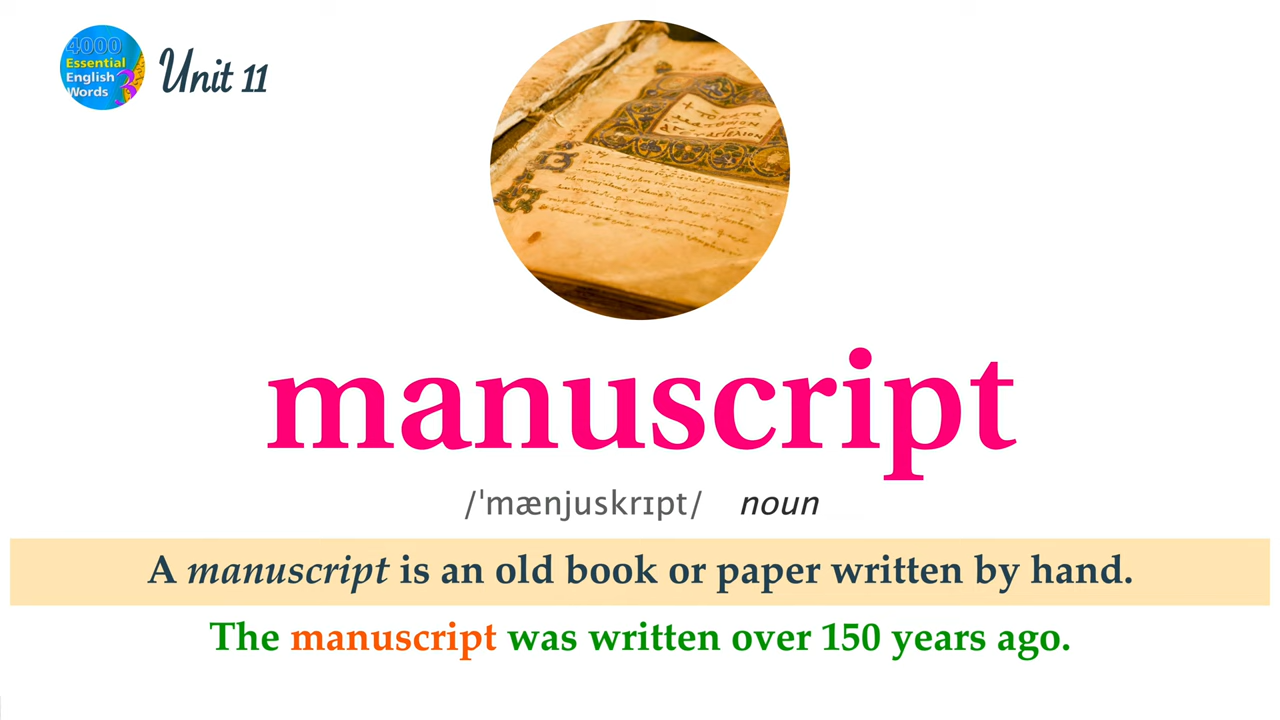 4000
Essential
English
Words 3
Unit 11
manuscript
/ˈmænjuskrɪpt/ noun
A manuscript is an old book or paper written by hand.
The manuscript was written over 150 years ago.